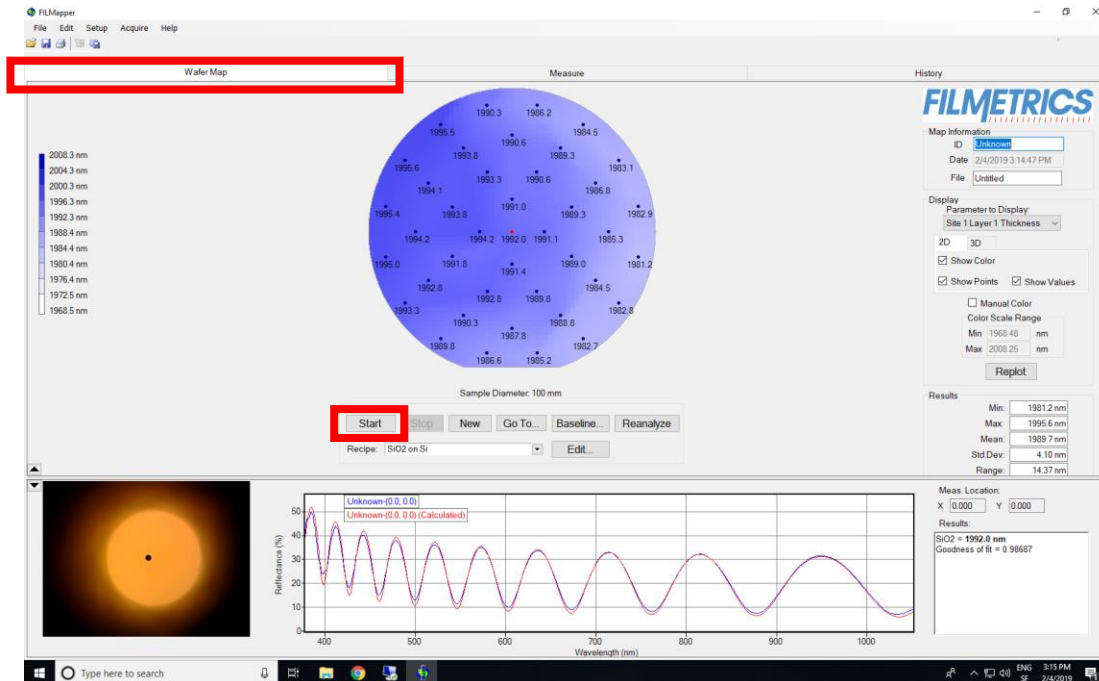 FILMapper
File Edit Setup Acquire Help
Wafer Map Measure History
FILMETRICS
Map Information
ID Unknown
Date 2/4/2019 3:14:47 PM
File Untitled
Display
Parameter to Display:
Site 1 Layer 1 Thickness
2D 3D
Show Color
Show Points Show Values
Manual Color
Color Scale Range
Min 1968.48 nm
Max 2008.25 nm
Replot
Results
Min: 1981.2 nm
Max: 1995.6 nm
Mean: 1989.7 nm
Std.Dev: 4.10 nm
Range: 14.37 nm
2008.3 nm
2004.3 nm
2000.3 nm
1996.3 nm
1992.3 nm
1988.4 nm
1984.4 nm
1980.4 nm
1976.4 nm
1972.5 nm
1968.5 nm
1990.3 1986.2
1995.5 1984.5
1990.6
1993.8 1989.3
1995.6 1983.1
1993.3 1990.6
1994.1 1986.8
1991.0
1995.4 1993.8 1989.3 1982.9
1994.2 1994.2 1992.0 1991.1 1985.3
1995.0 1991.8 1989.0 1981.2
1991.4
1992.8 1984.5
1992.8 1989.8
1993.3 1982.8
1990.3 1988.8
1987.8
1989.8 1982.7
1986.6 1985.2
Sample Diameter: 100 mm
Start Stop New Go To... Baseline... Reanalyze
Recipe: SiO2 on Si Edit...
Unknown-(0.0, 0.0)
Unknown-(0.0, 0.0) (Calculated)
Reflectance (%)
50
40
30
20
10
0
400 500 600 700 800 900 1000
Wavelength (nm)
Meas. Location:
X 0.000 Y 0.000
Results:
SiO2 = 1992.0 nm
Goodness of fit = 0.98687
Type here to search
ENG 3:15 PM
SF 2/4/2019